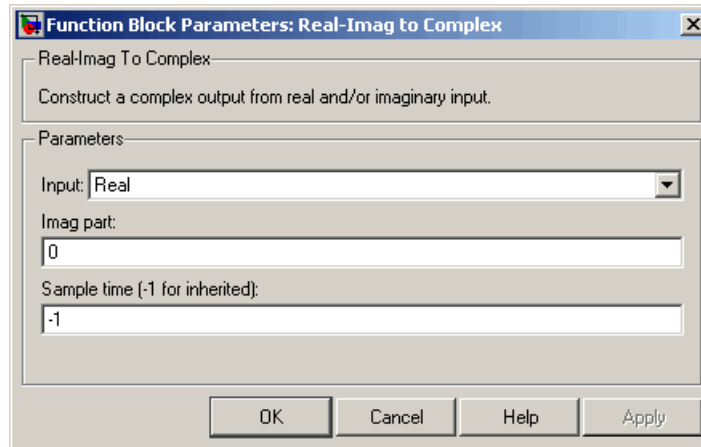 Function Block Parameters: Real-Imag to Complex
Real-Imag To Complex
Construct a complex output from real and/or imaginary input.
Parameters
Input: Real
Imag part:
0
Sample time (-1 for inherited):
-1
OK Cancel Help Apply